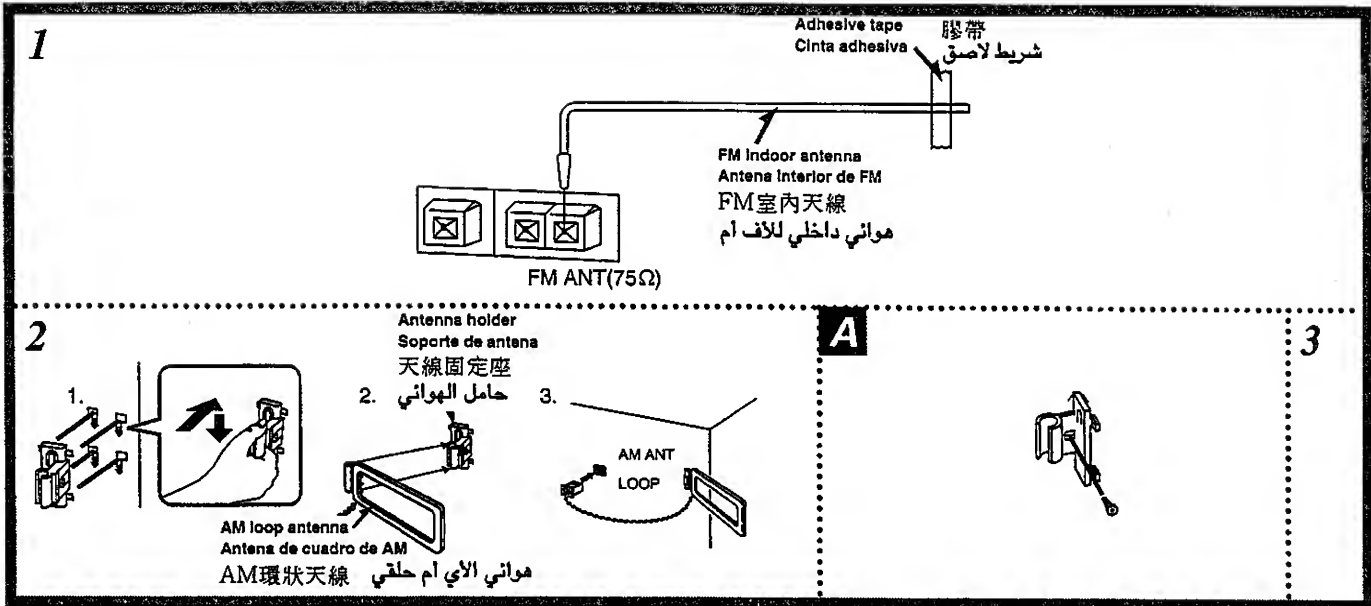 1
Adhesive tape
Cinta adhesiva
膠帶
شريط لاصق
FM indoor antenna
Antena interior de FM
FM室內天線
هوائي داخلي للأف أم
FM ANT(75Ω)
2
1.
Antenna holder
Soporte de antena
天線固定座
حامل الهوائي
2.
AM loop antenna
Antena de cuadro de AM
AM環狀天線
هوائي الأي أم حلقي
3.
AM ANT
LOOP
A
3